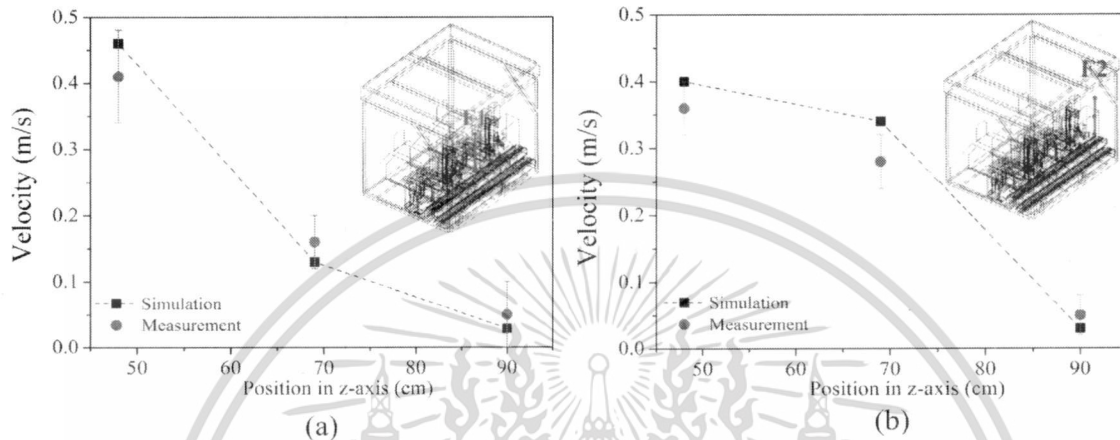 0.5
0.4
0.3
0.2
0.1
0.0
Velocity (m/s)
Simulation
Measurement
50
60
70
80
90
Position in z-axis (cm)
(a)
0.5
0.4
0.3
0.2
0.1
0.0
Velocity (m/s)
F2
Simulation
Measurement
50
60
70
80
90
Position in z-axis (cm)
(b)